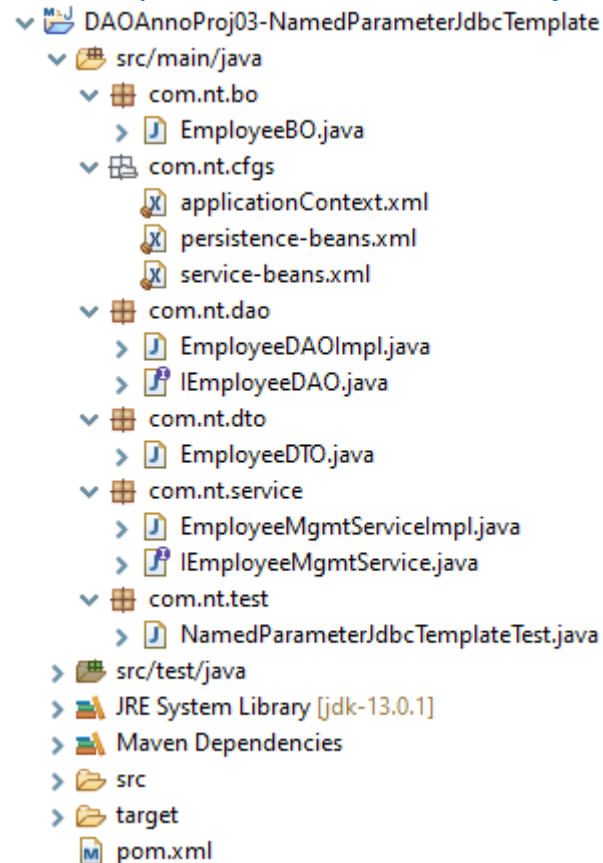 DAOAnnoProj03-NamedParameterJdbcTemplate
src/main/java
com.nt.bo
EmployeeBO.java
com.nt.cfgs
applicationContext.xml
persistence-beans.xml
service-beans.xml
com.nt.dao
EmployeeDAOImpl.java
IEmployeeDAO.java
com.nt.dto
EmployeeDTO.java
com.nt.service
EmployeeMgmtServiceImpl.java
IEmployeeMgmtService.java
com.nt.test
NamedParameterJdbcTemplateTest.java
src/test/java
JRE System Library [jdk-13.0.1]
Maven Dependencies
src
target
pom.xml